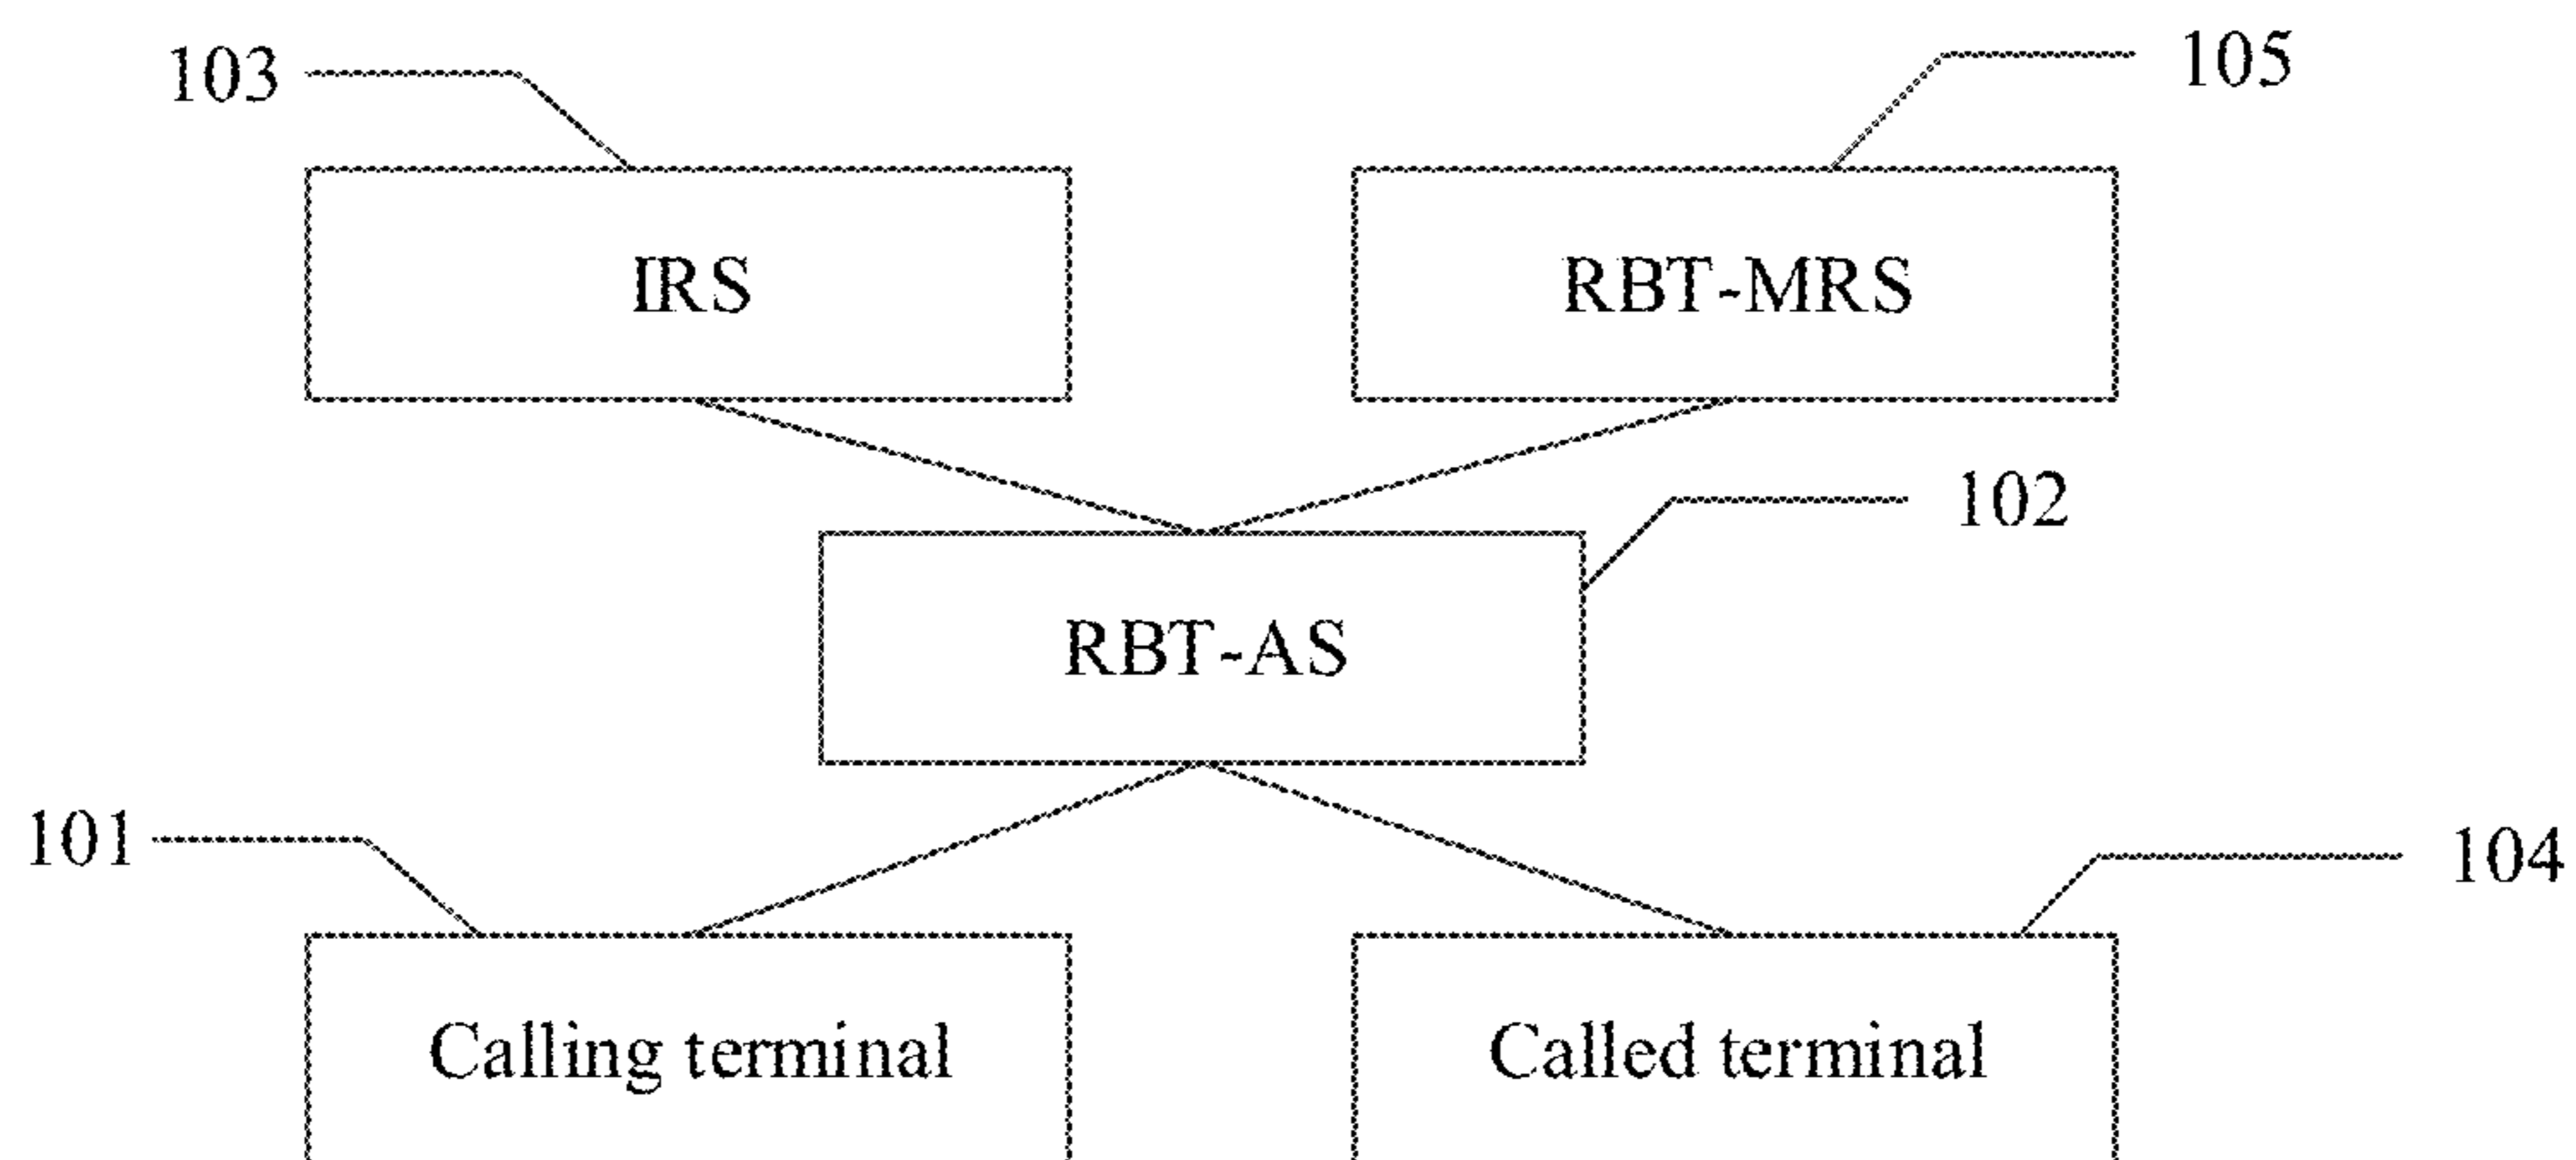 103
105
IRS
RBT-MRS
102
RBT-AS
101
104
Calling terminal
Called terminal